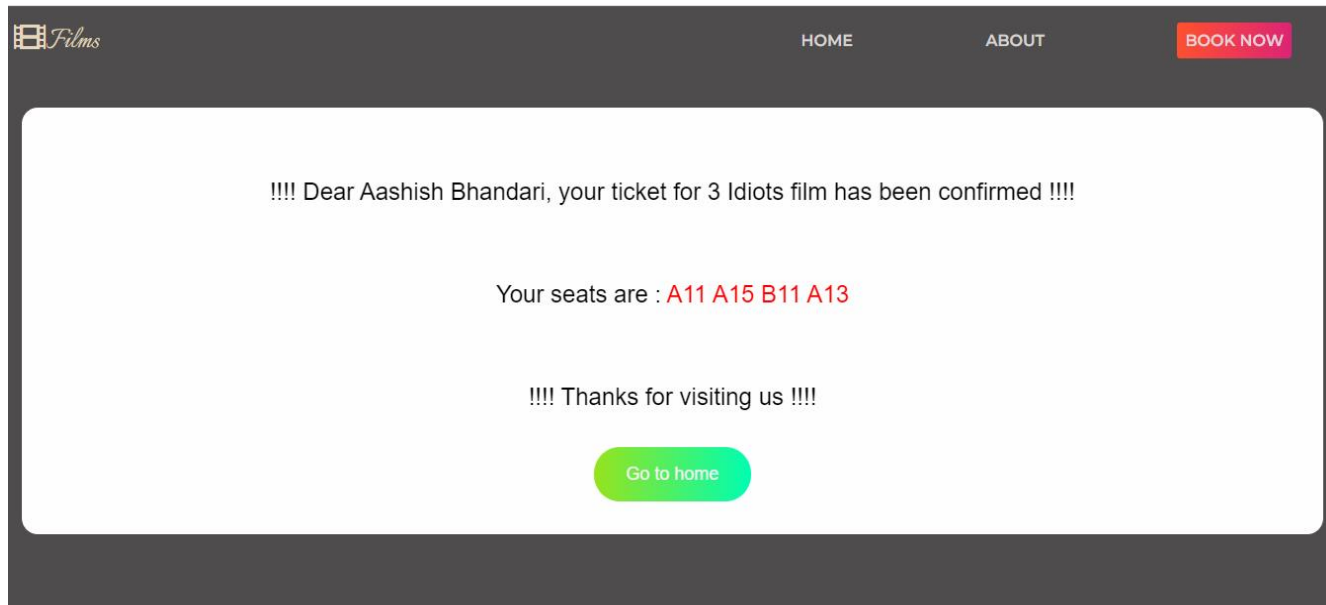 Films HOME ABOUT BOOK NOW
!!!! Dear Aashish Bhandari, your ticket for 3 Idiots film has been confirmed !!!!
Your seats are : A11 A15 B11 A13
!!!! Thanks for visiting us !!!!
Go to home